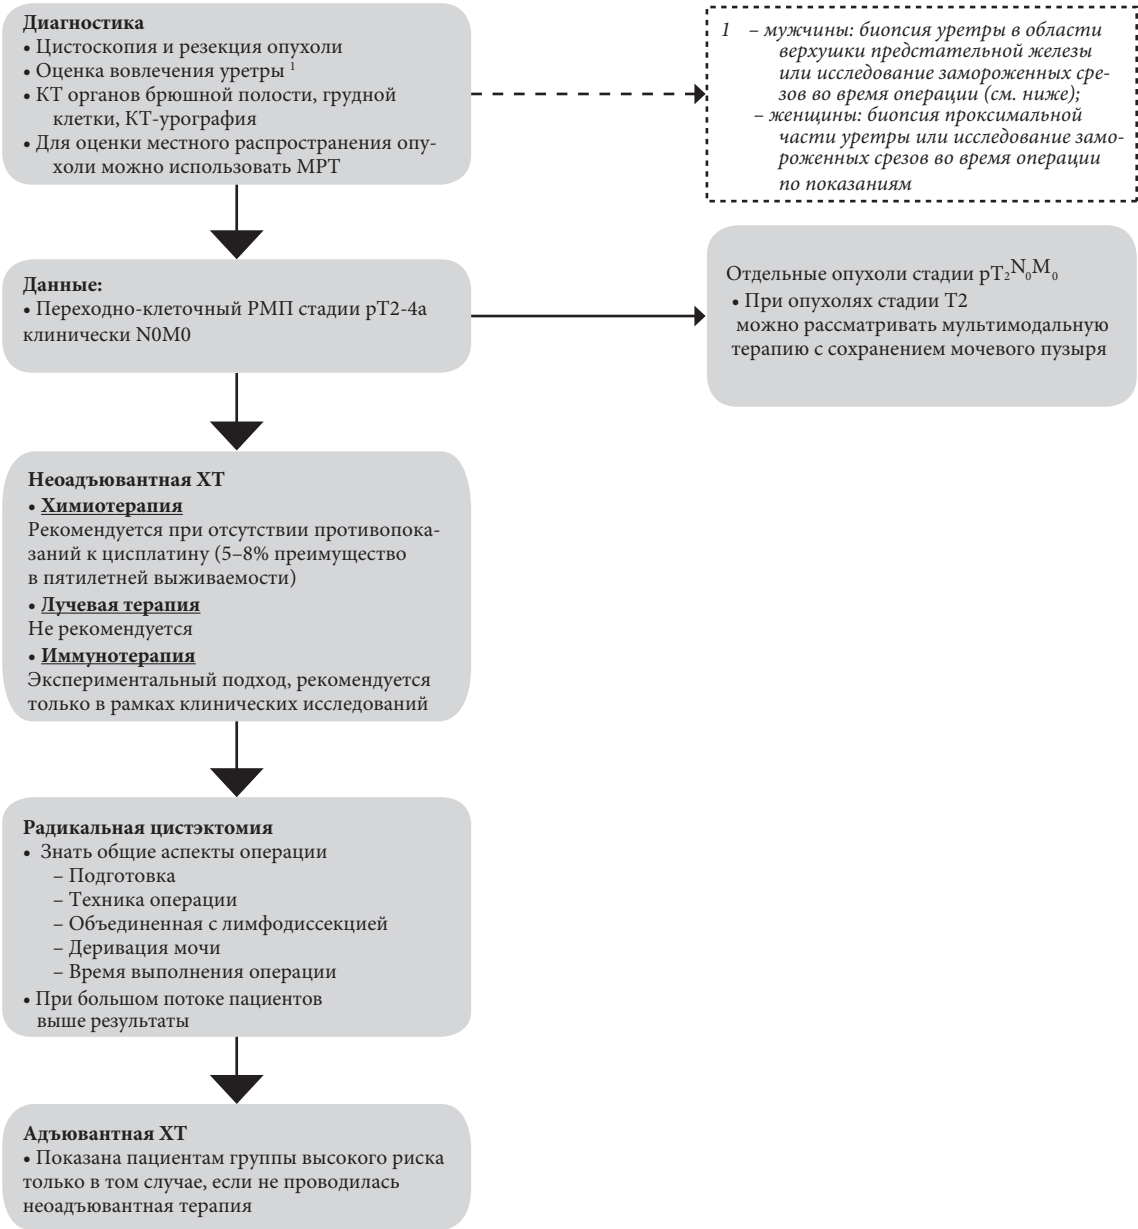 Диагностика
• Цистоскопия и резекция опухоли
• Оценка вовлечения уретры 1
• КТ органов брюшной полости, грудной
клетки, КТ-урография
• Для оценки местного распространения опу-
холи можно использовать МРТ
1 – мужчины: биопсия уретры в области
верхушки предстательной железы
или исследование замороженных сре-
зов во время операции (см. ниже);
– женщины: биопсия проксимальной
части уретры или исследование замо-
роженных срезов во время операции
по показаниям
Данные:
• Переходно-клеточный РМП стадии pT2-4a
клинически N0M0
Отдельные опухоли стадии pT2N0M0
• При опухолях стадии T2
можно рассматривать мультимодальную
терапию с сохранением мочевого пузыря
Неоадъювантная ХТ
• Химиотерапия
Рекомендуется при отсутствии противопока-
заний к цисплатину (5–8% преимущество
в пятилетней выживаемости)
• Лучевая терапия
Не рекомендуется
• Иммунотерапия
Экспериментальный подход, рекомендуется
только в рамках клинических исследований
Радикальная цистэктомия
• Знать общие аспекты операции
– Подготовка
– Техника операции
– Объединенная с лимфодиссекцией
– Деривация мочи
– Время выполнения операции
• При большом потоке пациентов
выше результаты
Адъювантная ХТ
• Показана пациентам группы высокого риска
только в том случае, если не проводилась
неоадъювантная терапия